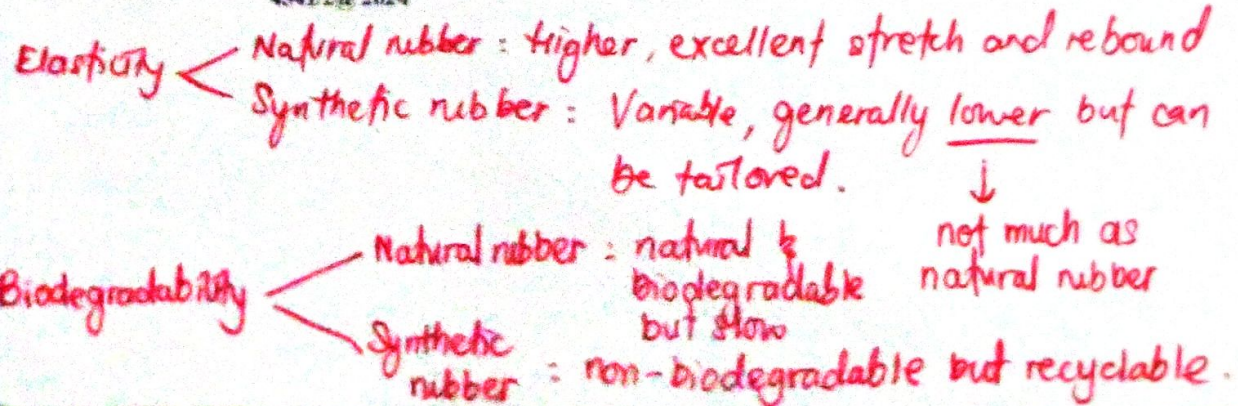 Elasticity
Natural rubber : Higher, excellent stretch and rebound
Synthetic rubber : Variable, generally lower but can
be tailored. ↓
not much as
natural rubber
Biodegradability
Natural rubber : natural &
biodegradable
but slow
Synthetic
rubber : non-biodegradable but recyclable.